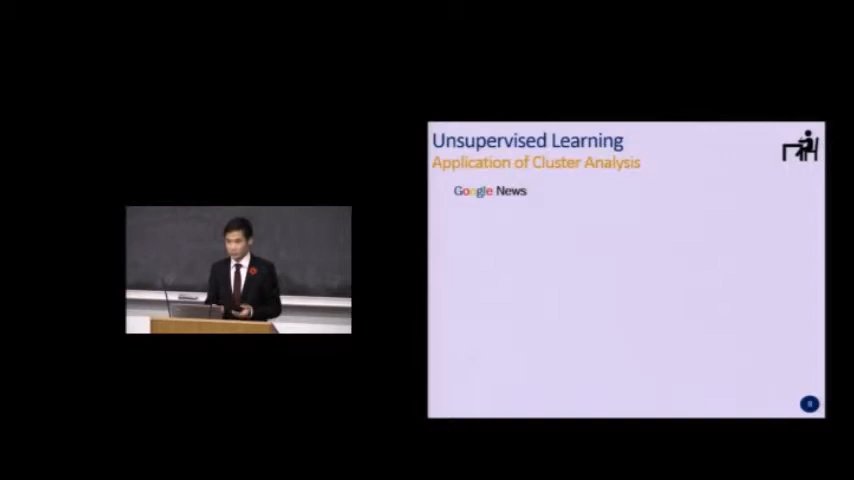 Unsupervised Learning
Application of Cluster Analysis
Google News